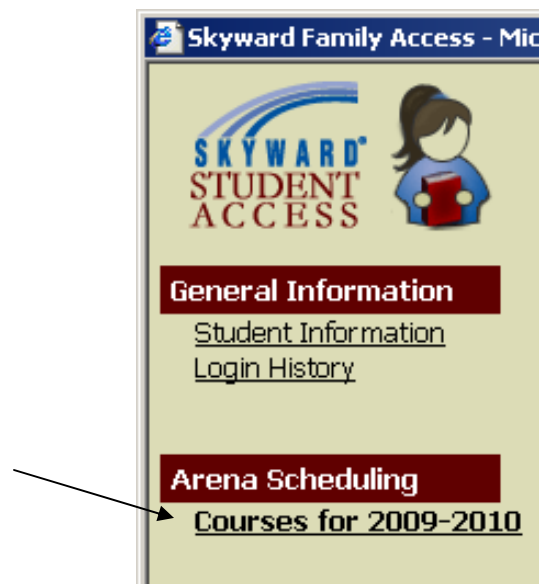 Skyward Family Access - Mic
SKYWARD®
STUDENT
ACCESS
General Information
Student Information
Login History
Arena Scheduling
Courses for 2009-2010